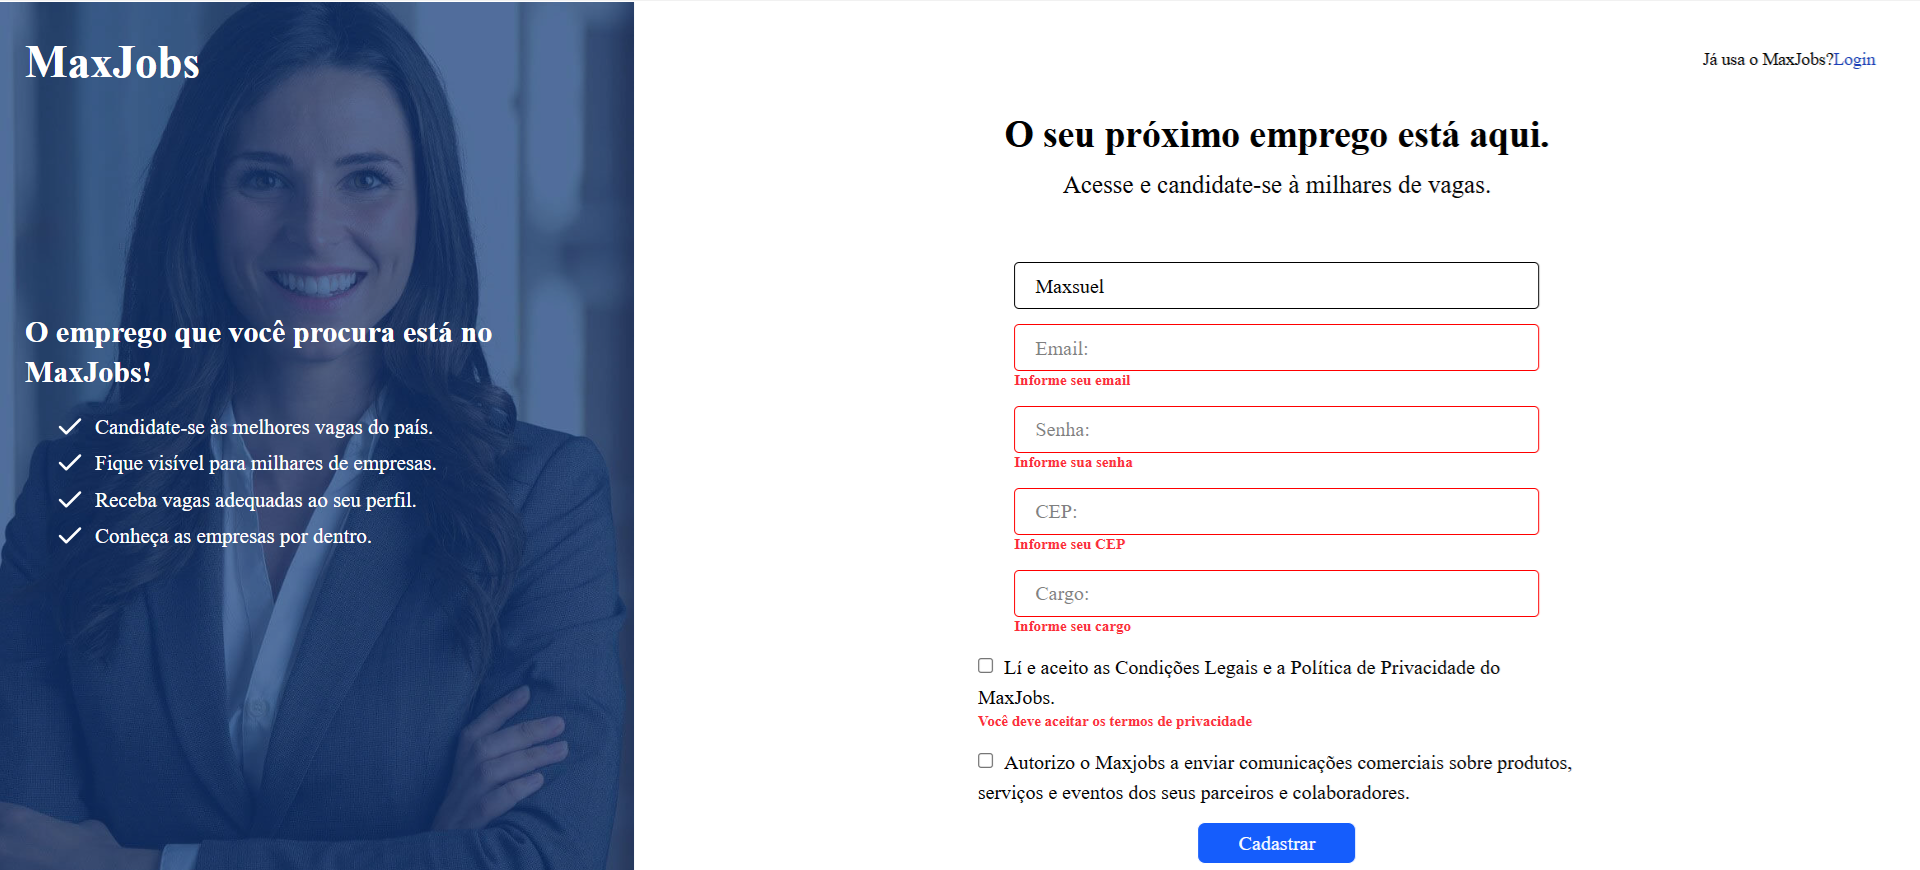 MaxJobs
O emprego que você procura está no
MaxJobs!
Candidate-se às melhores vagas do país.
Fique visível para milhares de empresas.
Receba vagas adequadas ao seu perfil.
Conheça as empresas por dentro.
Já usa o MaxJobs?Login
O seu próximo emprego está aqui.
Acesse e candidate-se à milhares de vagas.
Maxsuel
Email:
Informe seu email
Senha:
Informe sua senha
CEP:
Informe seu CEP
Cargo:
Informe seu cargo
Lí e aceito as Condições Legais e a Política de Privacidade do
MaxJobs.
Você deve aceitar os termos de privacidade
Autorizo o Maxjobs a enviar comunicações comerciais sobre produtos,
serviços e eventos dos seus parceiros e colaboradores.
Cadastrar